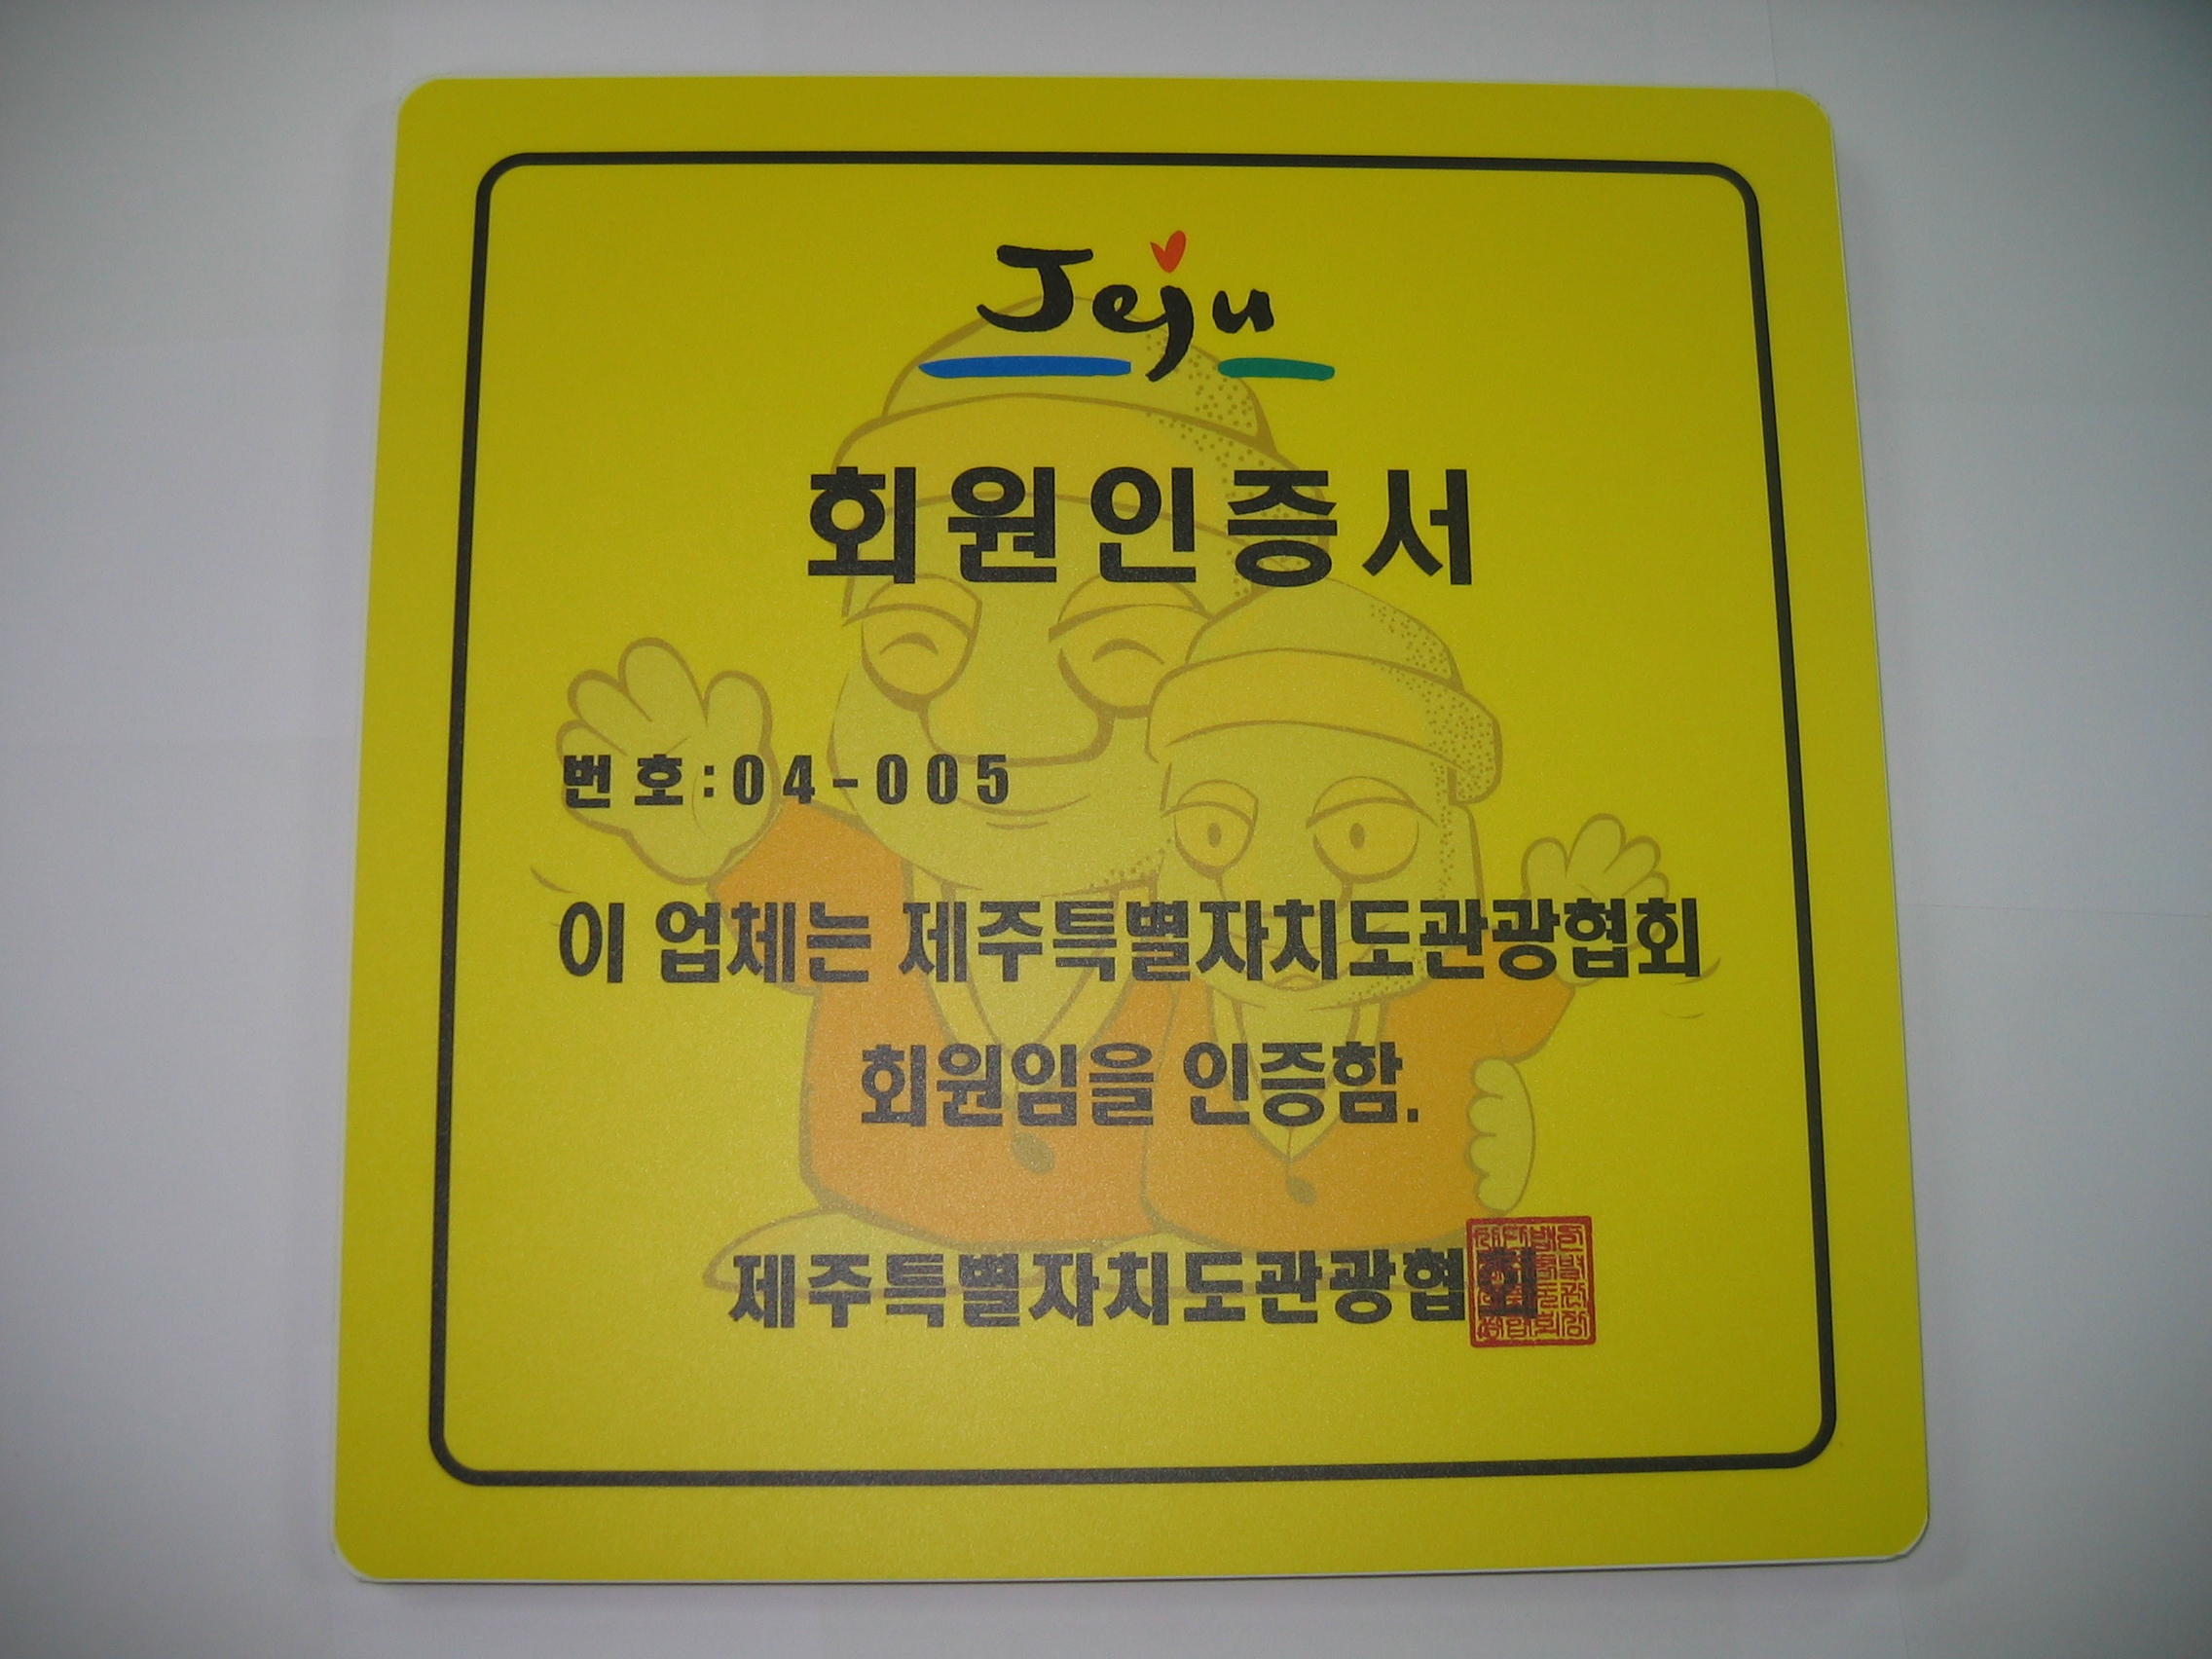 Jeju
회원인증서
번호:04-005
이 업체는 제주특별자치도관광협회
회원임을 인증함.
제주특별자치도관광협회